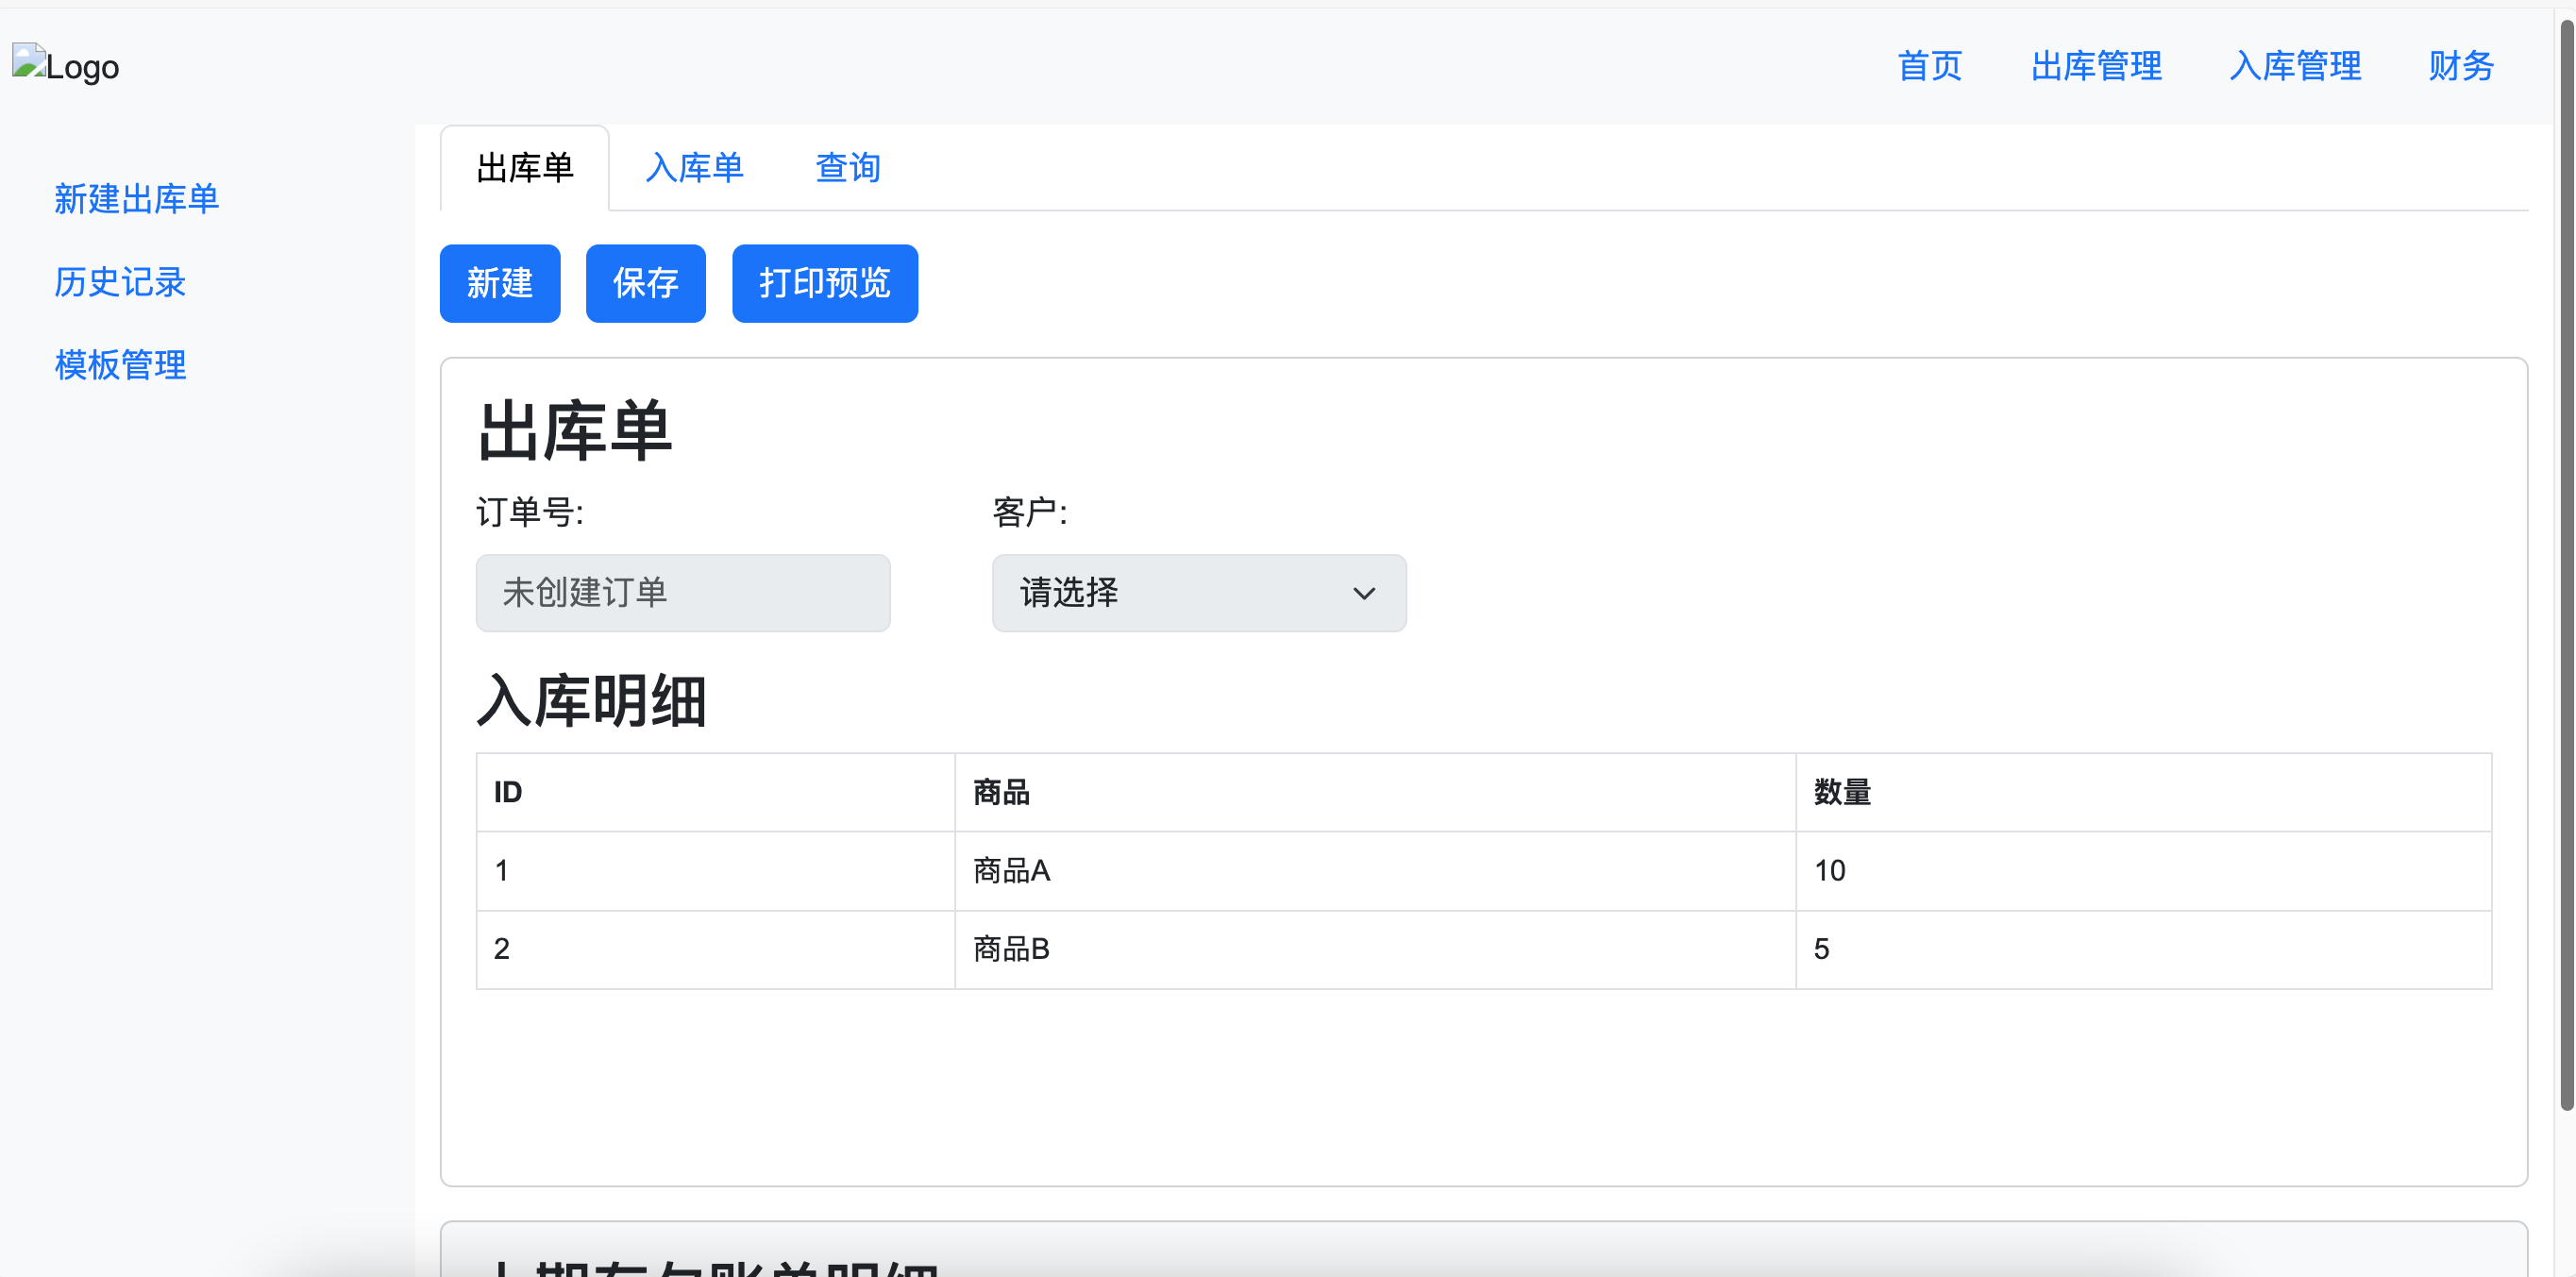 Logo
首页 出库管理 入库管理 财务
新建出库单
历史记录
模板管理
出库单 入库单 查询
新建 保存 打印预览
出库单
订单号: 客户:
未创建订单 请选择
入库明细
ID 商品 数量
1 商品A 10
2 商品B 5